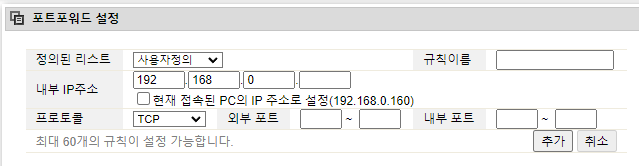 포트포워드 설정
정의된 리스트 사용자정의 규칙이름
내부 IP주소 192 . 168 . 0 .
현재 접속된 PC의 IP 주소로 설정(192.168.0.160)
프로토콜 TCP 외부 포트 ~ 내부 포트 ~
최대 60개의 규칙이 설정 가능합니다. 추가 취소